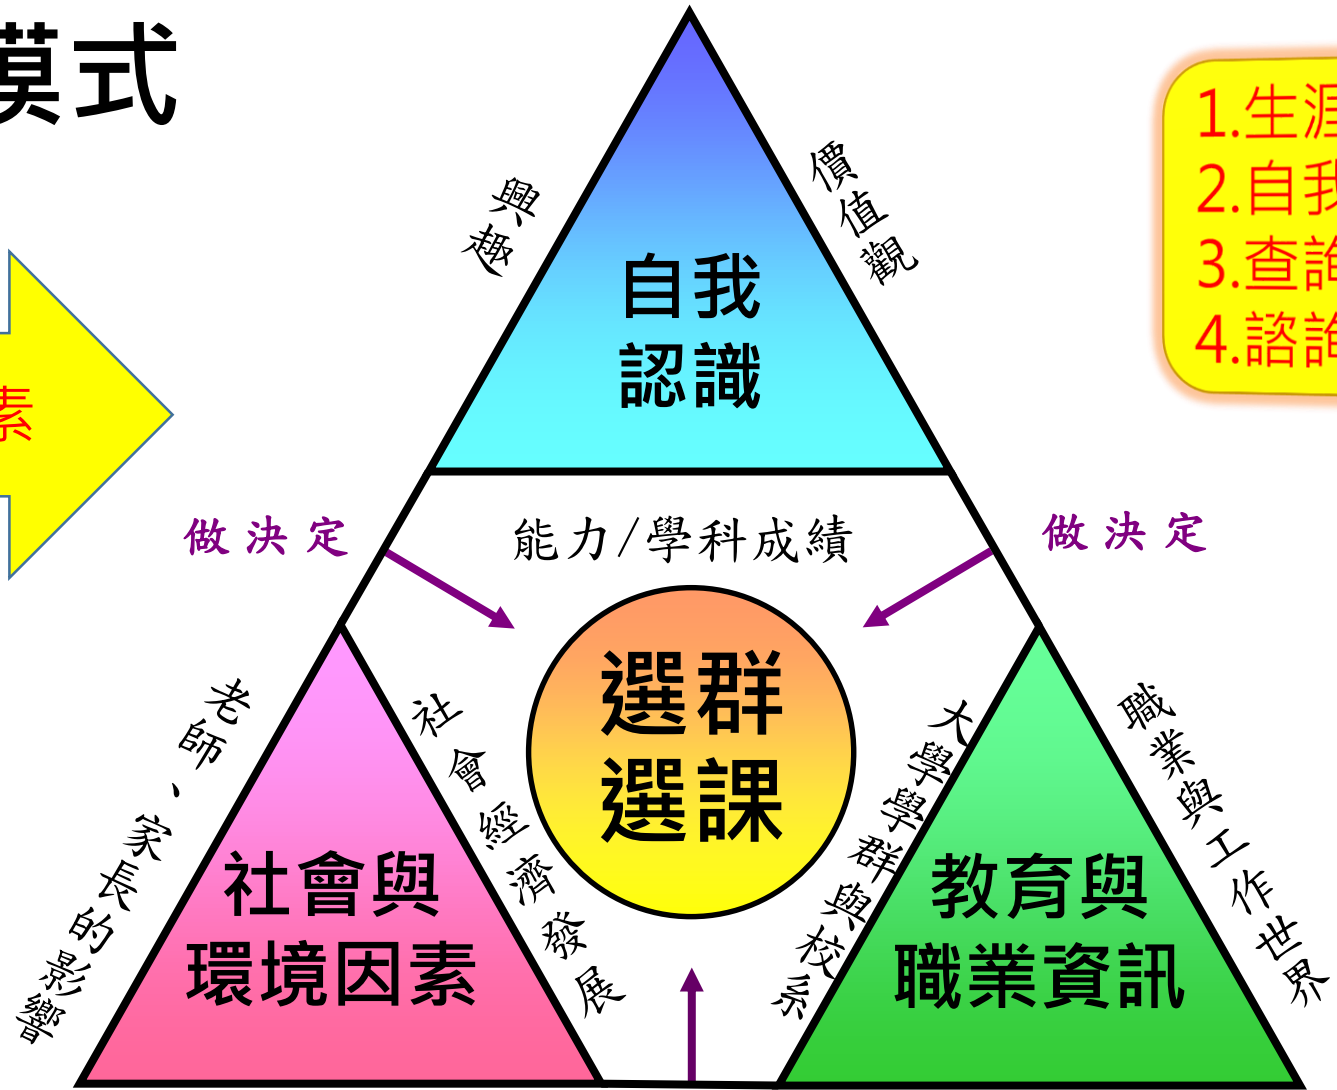 模式
1.生涯
2.自我
3.查詢
4.諮詢
興趣
價值觀
自我
認識
素
做決定
能力/學科成績
做決定
選群
選課
老師、家長的影響
社會經濟發展
大學學群與校系
職業與工作世界
社會與
環境因素
教育與
職業資訊